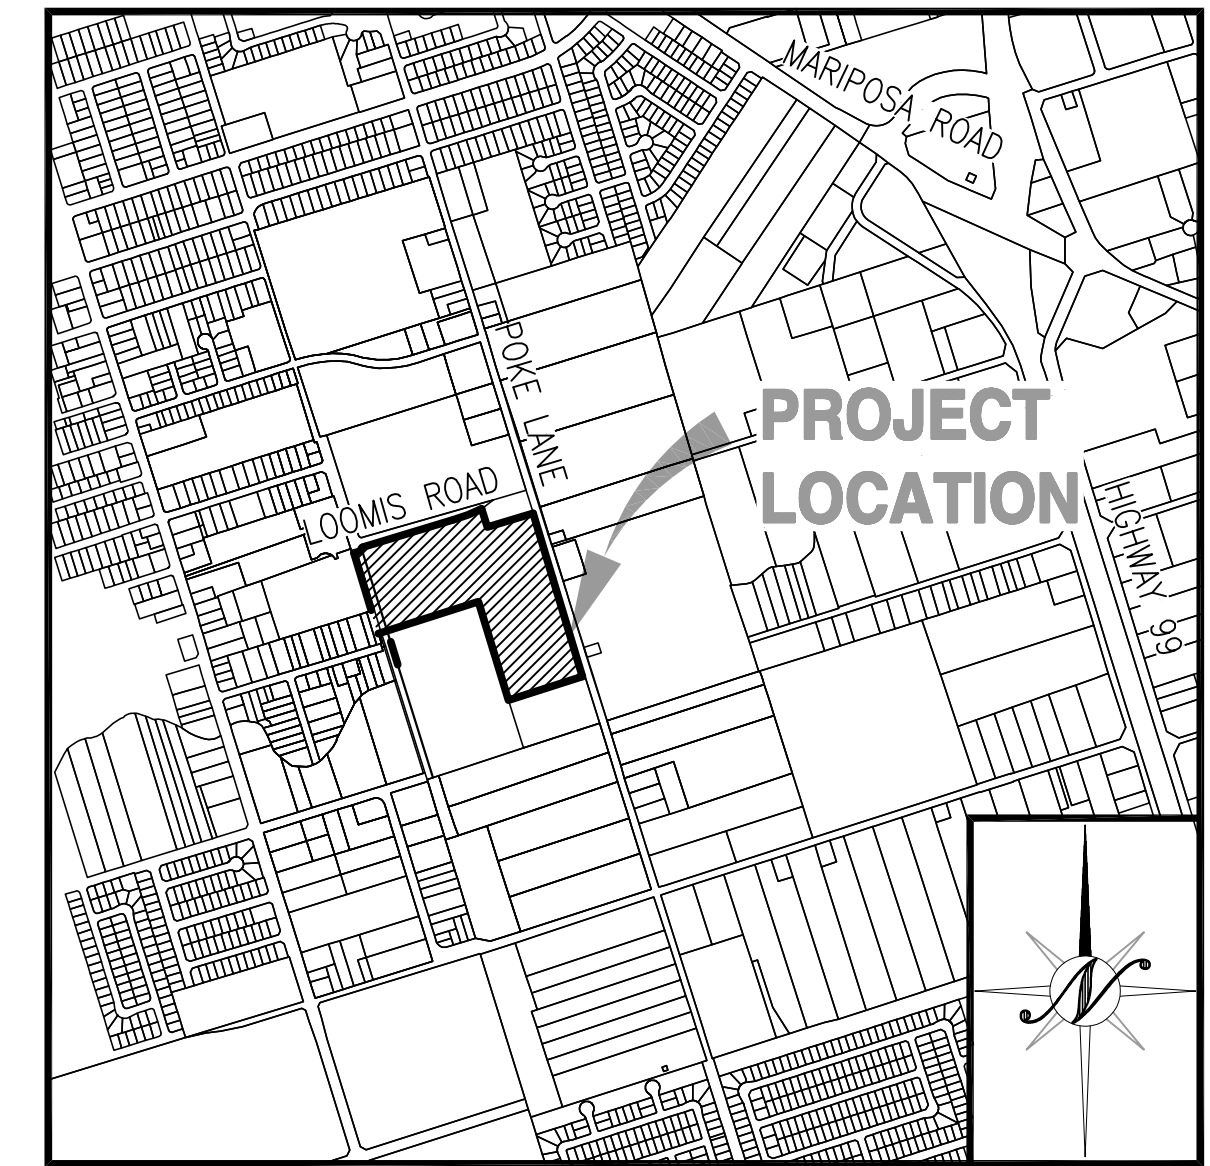 MARIPOSA ROAD
POKE LANE
PROJECT
LOCATION
LOOMIS ROAD
HIGHWAY 99
N